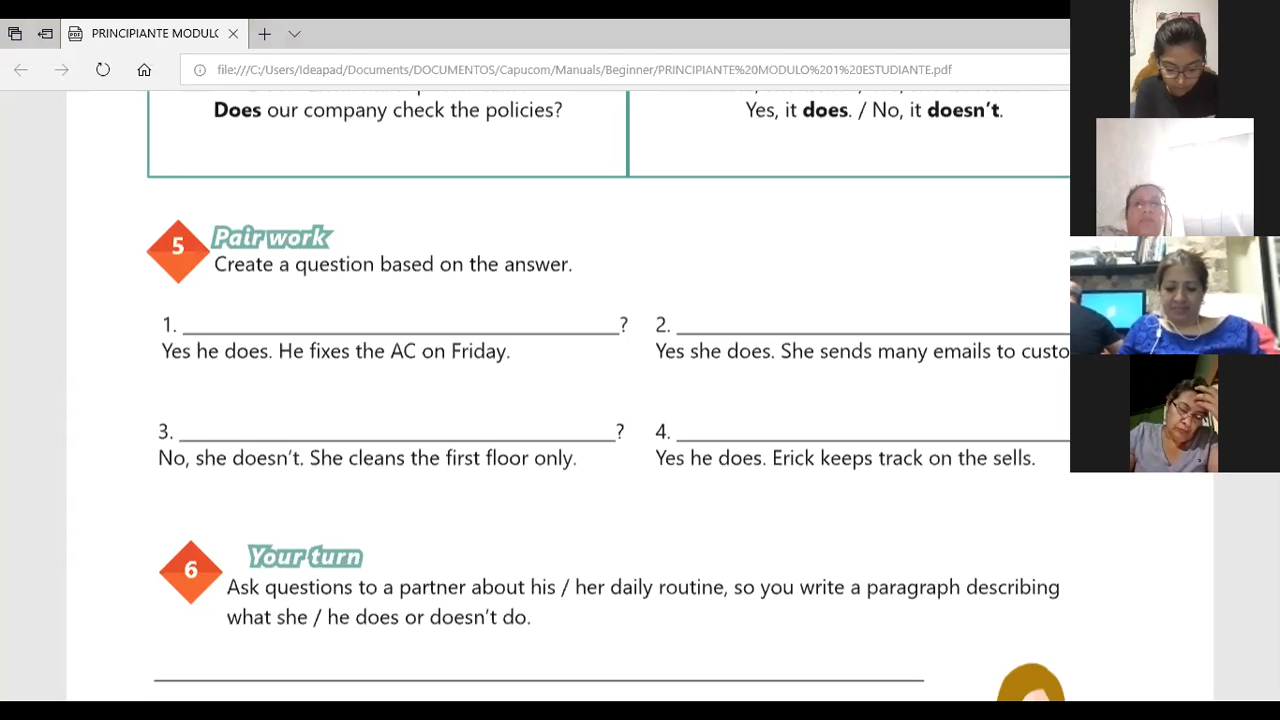 PRINCIPIANTE MODULO
file:///C:/Users/Ideapad/Documents/DOCUMENTOS/Capucom/Manuals/Beginner/PRINCIPIANTE%20MODULO%201%20ESTUDIANTE.pdf
Does our company check the policies?
Yes, it does. / No, it doesn't.
5
Pair work
Create a question based on the answer.
1. ?
Yes he does. He fixes the AC on Friday.
2.
Yes she does. She sends many emails to custo
3. ?
No, she doesn't. She cleans the first floor only.
4.
Yes he does. Erick keeps track on the sells.
6
Your turn
Ask questions to a partner about his / her daily routine, so you write a paragraph describing
what she / he does or doesn't do.